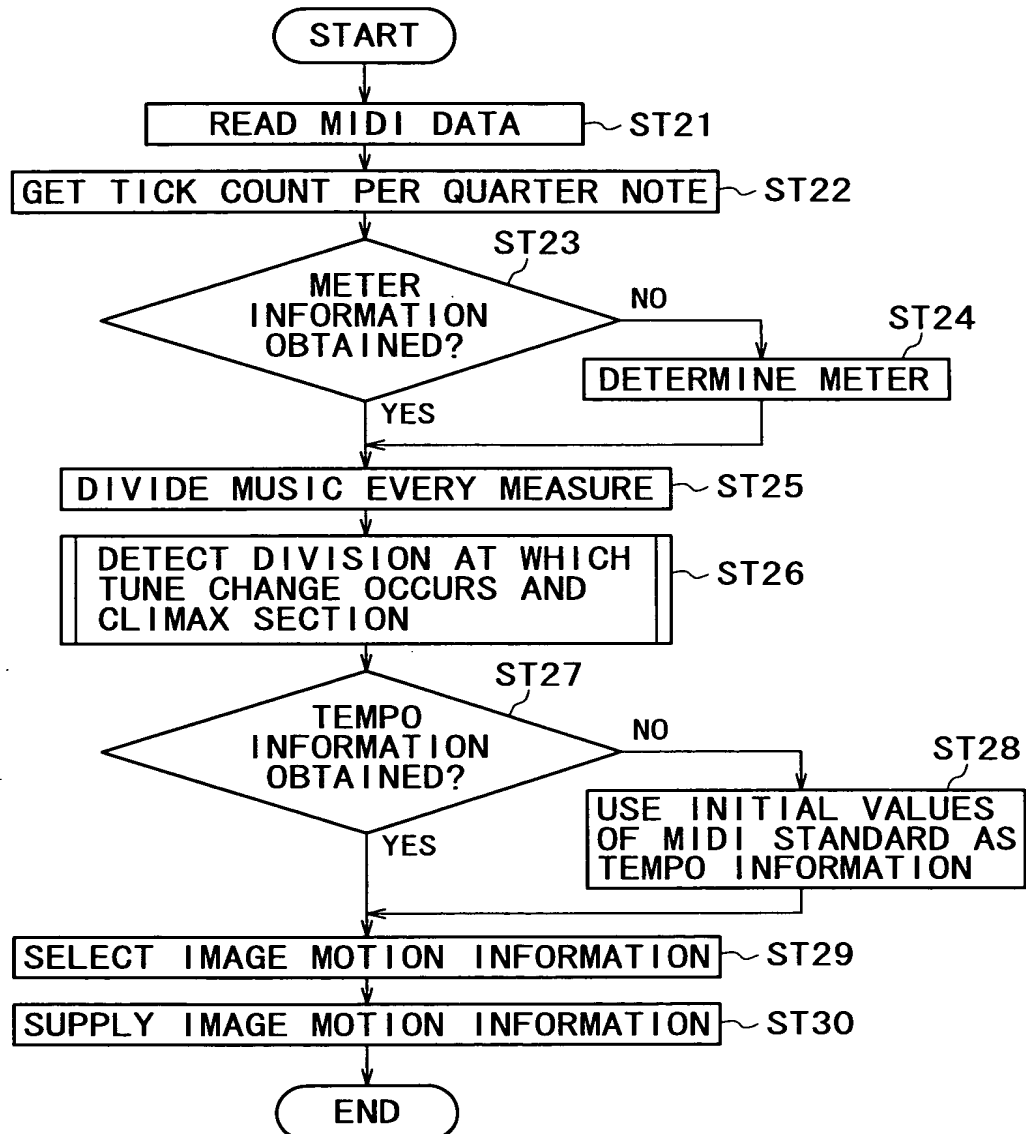 START
READ MIDI DATA
ST21
GET TICK COUNT PER QUARTER NOTE
ST22
ST23
METER
INFORMATION
OBTAINED?
NO
ST24
DETERMINE METER
YES
DIVIDE MUSIC EVERY MEASURE
ST25
DETECT DIVISION AT WHICH
TUNE CHANGE OCCURS AND
CLIMAX SECTION
ST26
ST27
TEMPO
INFORMATION
OBTAINED?
NO
ST28
USE INITIAL VALUES
OF MIDI STANDARD AS
TEMPO INFORMATION
YES
SELECT IMAGE MOTION INFORMATION
ST29
SUPPLY IMAGE MOTION INFORMATION
ST30
END